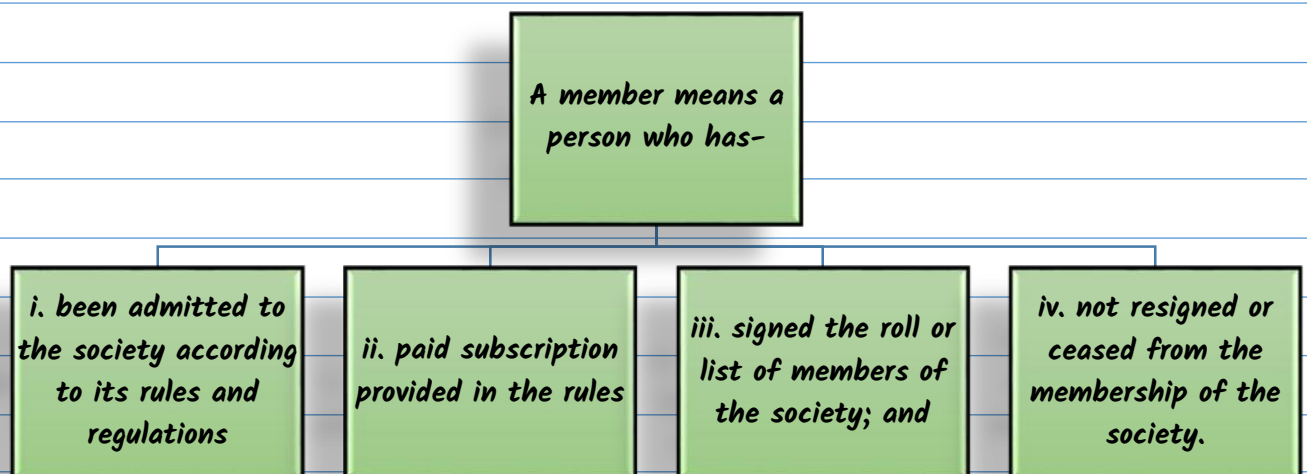 A member means a
person who has-
i. been admitted to
the society according
to its rules and
regulations
ii. paid subscription
provided in the rules
iii. signed the roll or
list of members of
the society; and
iv. not resigned or
ceased from the
membership of the
society.